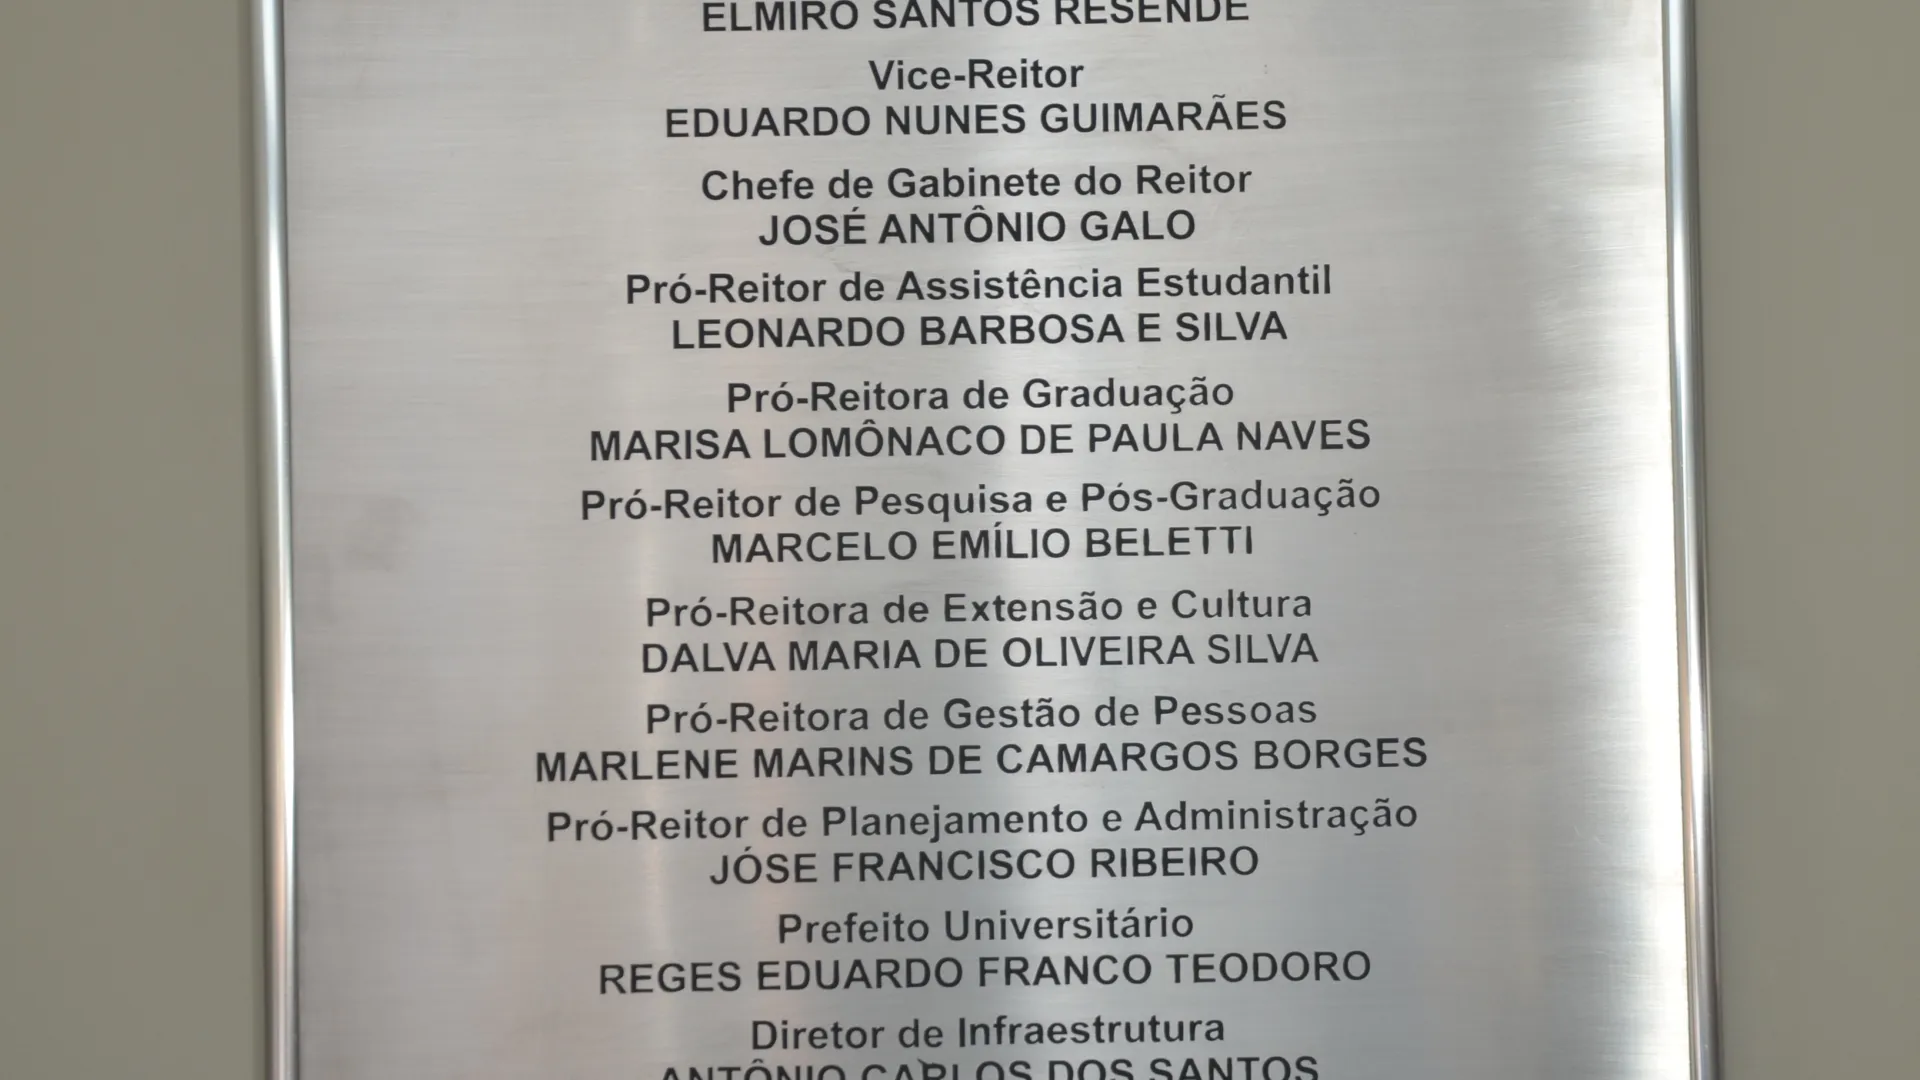 ELMIRO SANTOS RESENDE
Vice-Reitor
EDUARDO NUNES GUIMARÃES
Chefe de Gabinete do Reitor
JOSÉ ANTÔNIO GALO
Pró-Reitor de Assistência Estudantil
LEONARDO BARBOSA E SILVA
Pró-Reitora de Graduação
MARISA LOMÔNACO DE PAULA NAVES
Pró-Reitor de Pesquisa e Pós-Graduação
MARCELO EMÍLIO BELETTI
Pró-Reitora de Extensão e Cultura
DALVA MARIA DE OLIVEIRA SILVA
Pró-Reitora de Gestão de Pessoas
MARLENE MARINS DE CAMARGOS BORGES
Pró-Reitor de Planejamento e Administração
JÓSE FRANCISCO RIBEIRO
Prefeito Universitário
REGES EDUARDO FRANCO TEODORO
Diretor de Infraestrutura
ANTÔNIO CARLOS DOS SANTOS